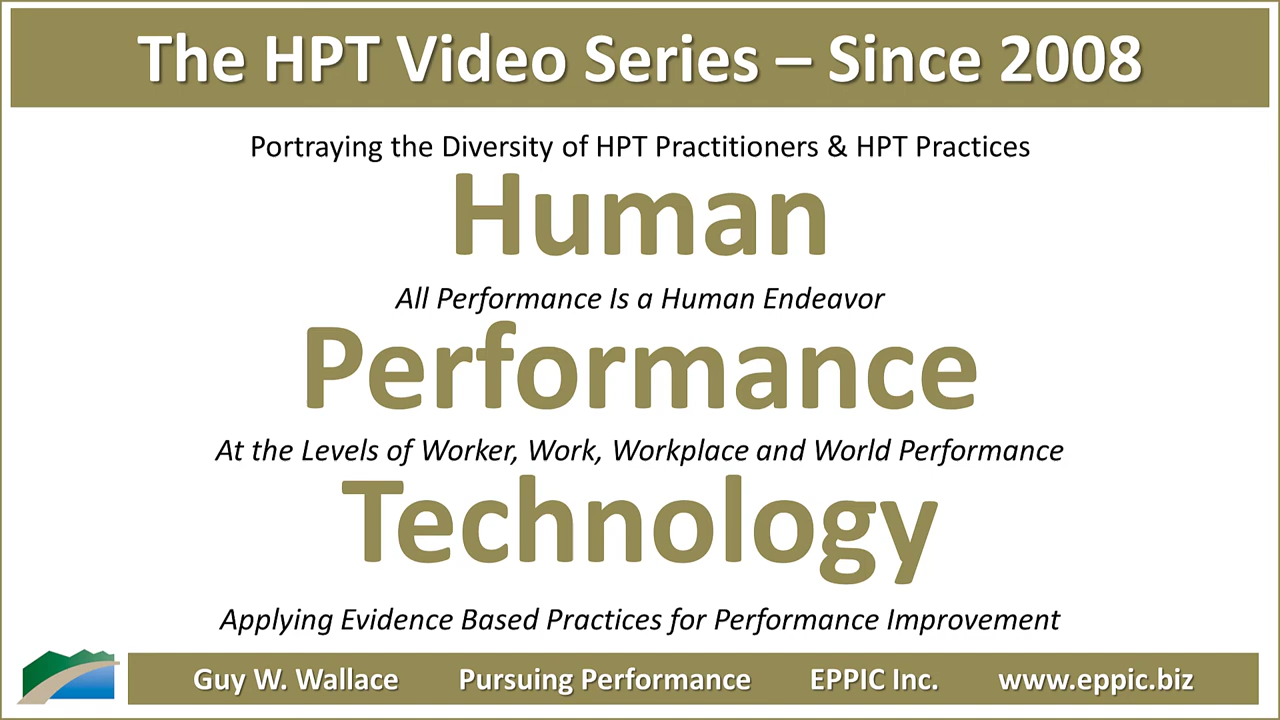 The HPT Video Series – Since 2008
Portraying the Diversity of HPT Practitioners & HPT Practices
Human
All Performance Is a Human Endeavor
Performance
At the Levels of Worker, Work, Workplace and World Performance
Technology
Applying Evidence Based Practices for Performance Improvement
Guy W. Wallace Pursuing Performance EPPIC Inc. www.eppic.biz